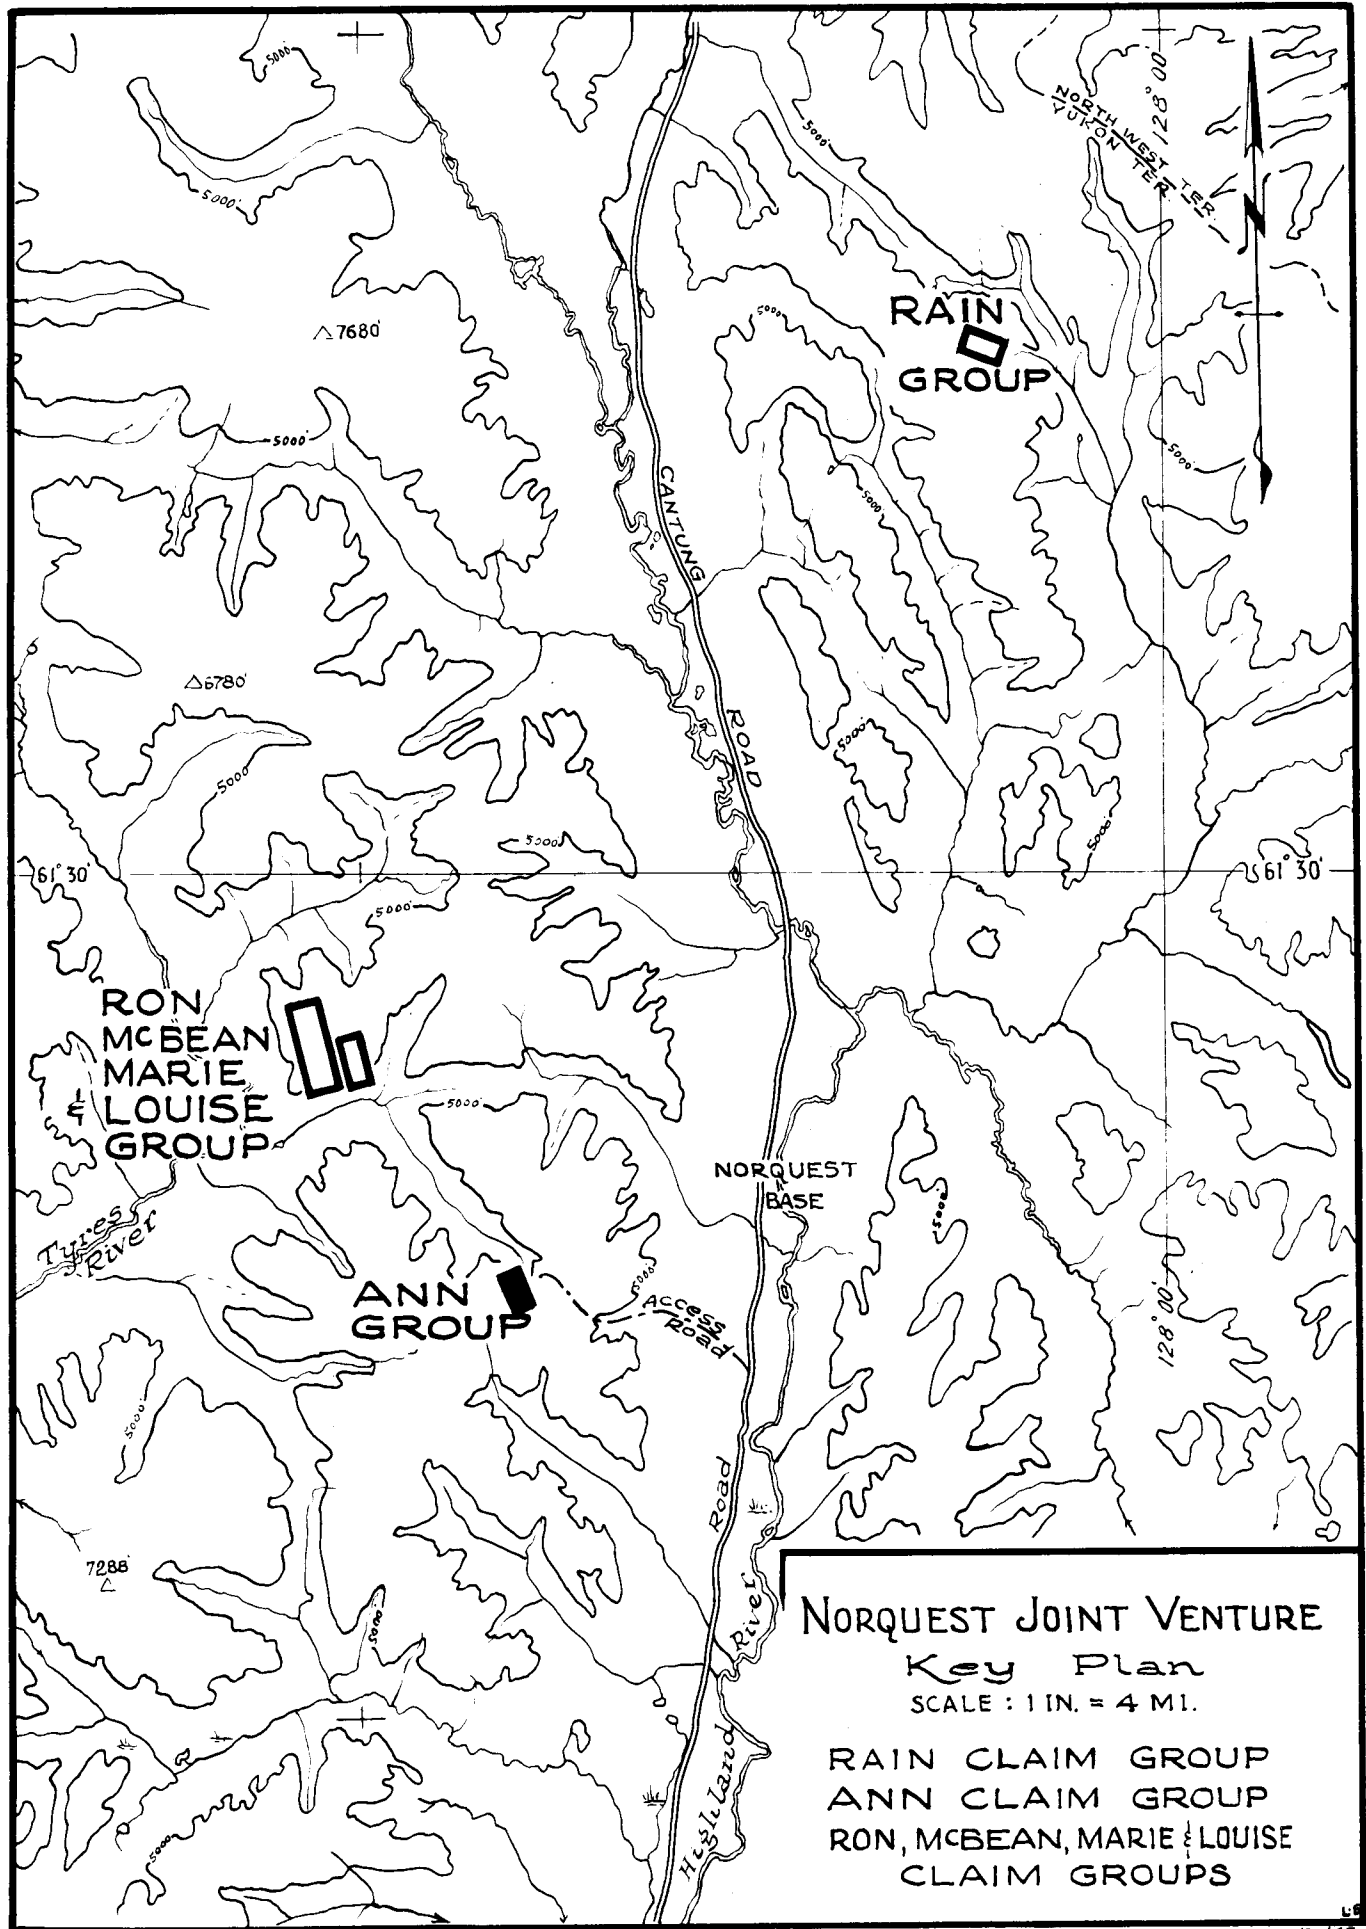 5000'
128° 00'
NORTH WEST TER.
YUKON TER.
5000'
5000'
N
RAIN
GROUP
5000'
△7680'
5000'
5000'
5000'
CANTUNG
ROAD
△6780'
5000'
5000'
5000'
5000'
61° 30'
61° 30'
5000'
RON
McBEAN
MARIE
& LOUISE
GROUP
5000'
NORQUEST
BASE
5000'
Tyres
River
5000'
ANN
GROUP
Access
Road
128° 00'
5000'
Road
7288'
△
5000'
River
Highland
5000'
NORQUEST JOINT VENTURE
Key Plan
SCALE : 1 IN. = 4 MI.
RAIN CLAIM GROUP
ANN CLAIM GROUP
RON, McBEAN, MARIE & LOUISE
CLAIM GROUPS